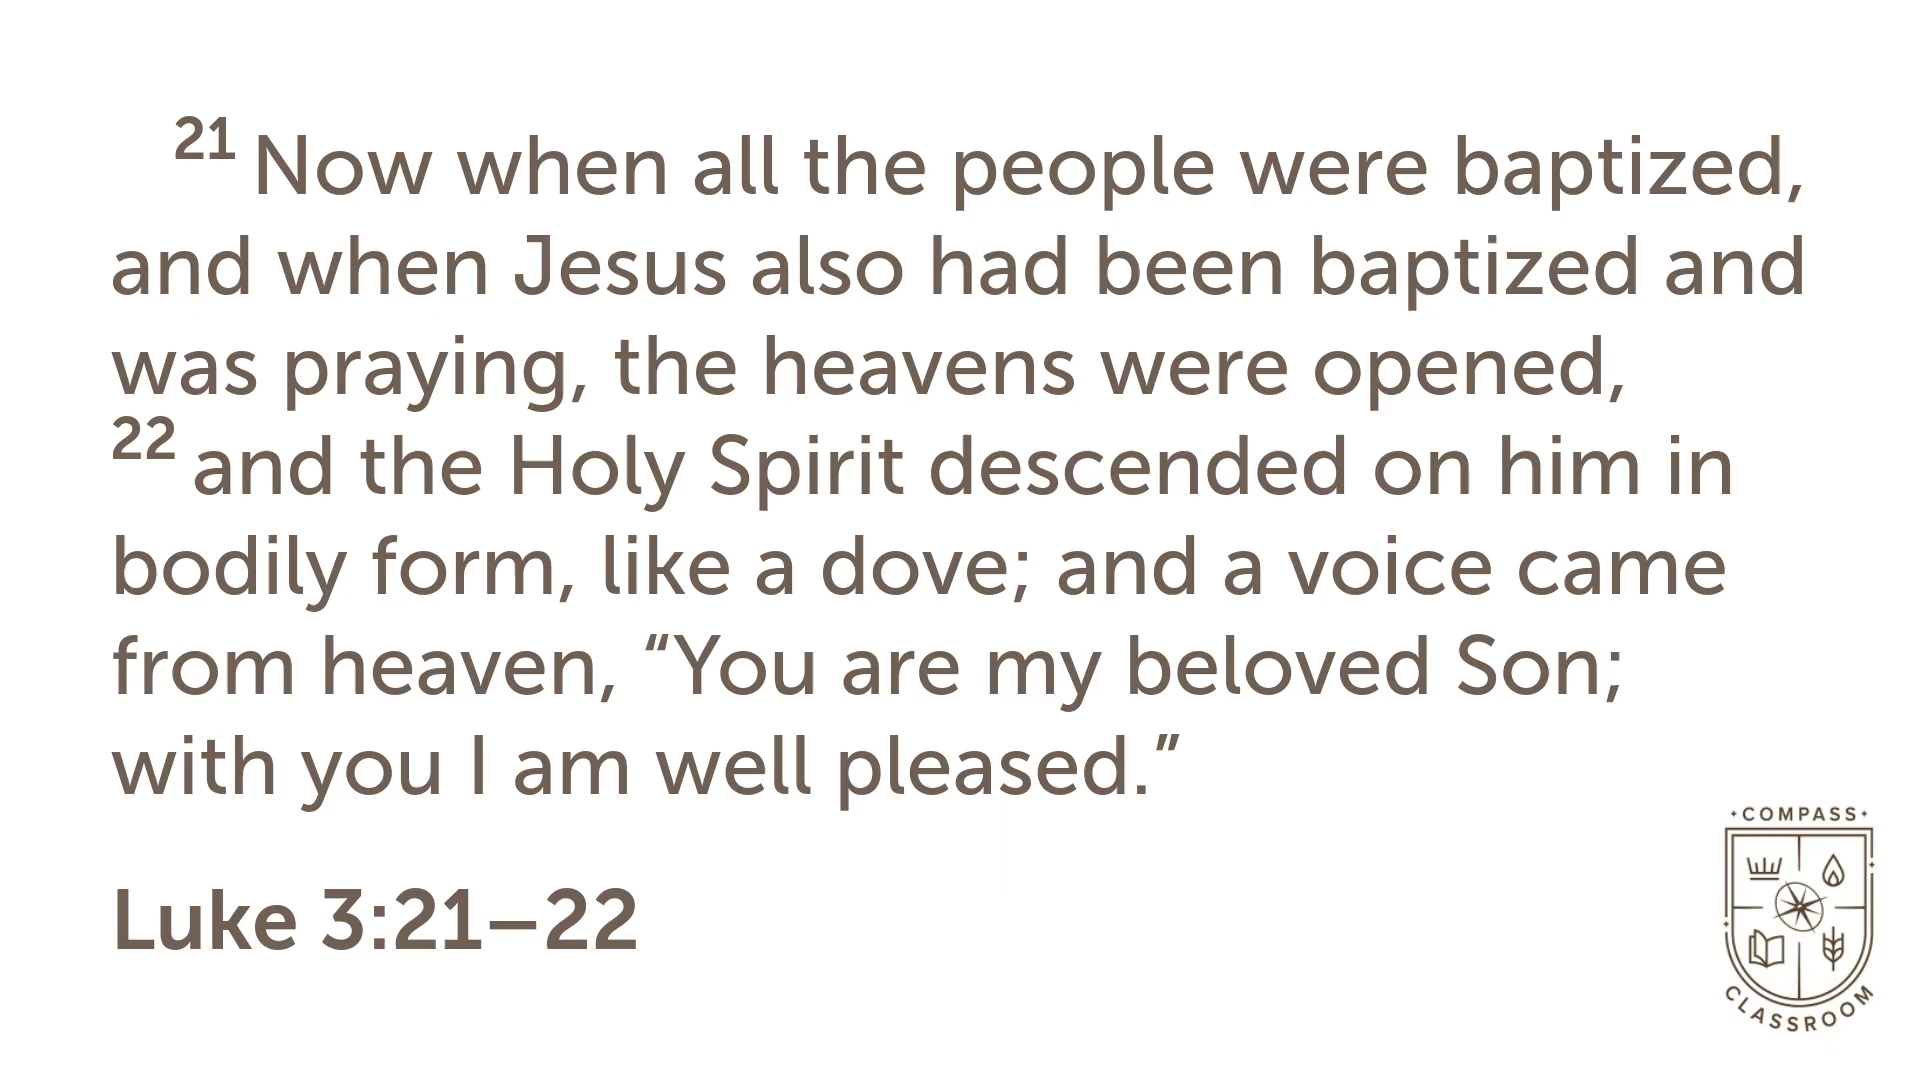 21 Now when all the people were baptized,
and when Jesus also had been baptized and
was praying, the heavens were opened,
22 and the Holy Spirit descended on him in
bodily form, like a dove; and a voice came
from heaven, “You are my beloved Son;
with you I am well pleased.”
Luke 3:21–22
COMPASS
CLASSROOM